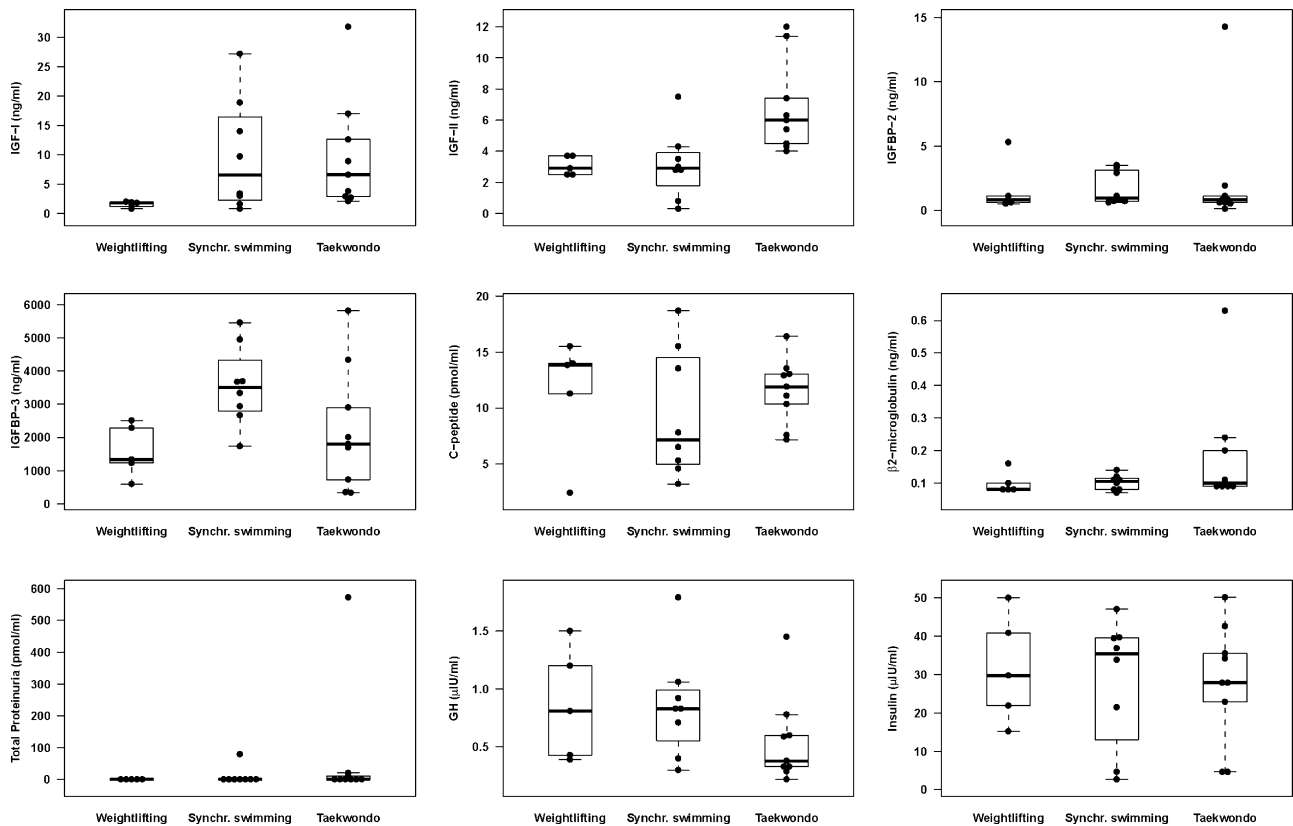 IGF−I (ng/ml)
30
25
20
15
10
5
0
Weightlifting Synchr. swimming Taekwondo
IGF−II (ng/ml)
12
10
8
6
4
2
0
Weightlifting Synchr. swimming Taekwondo
IGFBP−2 (ng/ml)
15
10
5
0
Weightlifting Synchr. swimming Taekwondo
IGFBP−3 (ng/ml)
6000
5000
4000
3000
2000
1000
0
Weightlifting Synchr. swimming Taekwondo
C−peptide (pmol/ml)
20
15
10
5
Weightlifting Synchr. swimming Taekwondo
β2−microglobulin (ng/ml)
0.6
0.5
0.4
0.3
0.2
0.1
Weightlifting Synchr. swimming Taekwondo
Total Proteinuria (pmol/ml)
600
500
400
300
200
100
0
Weightlifting Synchr. swimming Taekwondo
GH (μIU/ml)
1.5
1.0
0.5
Weightlifting Synchr. swimming Taekwondo
Insulin (μIU/ml)
50
40
30
20
10
0
Weightlifting Synchr. swimming Taekwondo